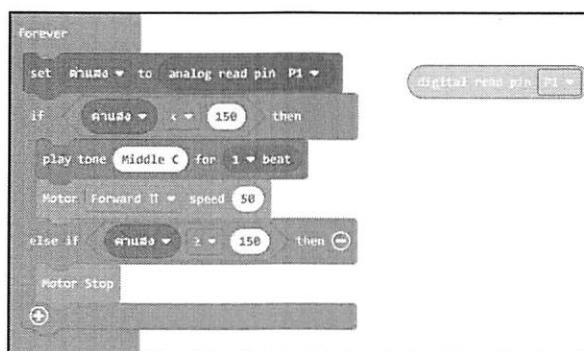 forever
set ค่าแสง to analog read pin P1
digital read pin P1
if ค่าแสง < 150 then
play tone Middle C for 1 beat
Motor Forward speed 50
else if ค่าแสง ≥ 150 then
Motor Stop